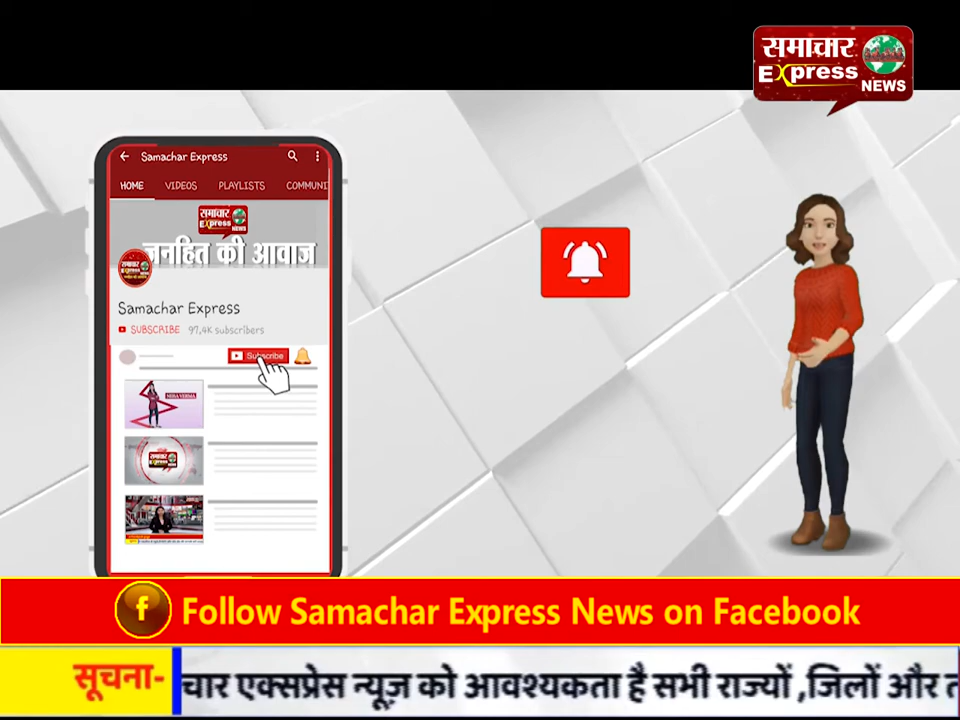 समाचार
Express
NEWS
Samachar Express
HOME VIDEOS PLAYLISTS COMMUNI
समाचार
Express
NEWS
जनहित की आवाज
Samachar Express
SUBSCRIBE 97.4K subscribers
Subscribe
Follow Samachar Express News on Facebook
सूचना- चार एक्सप्रेस न्यूज़ को आवश्यकता है सभी राज्यों ,जिलों और त